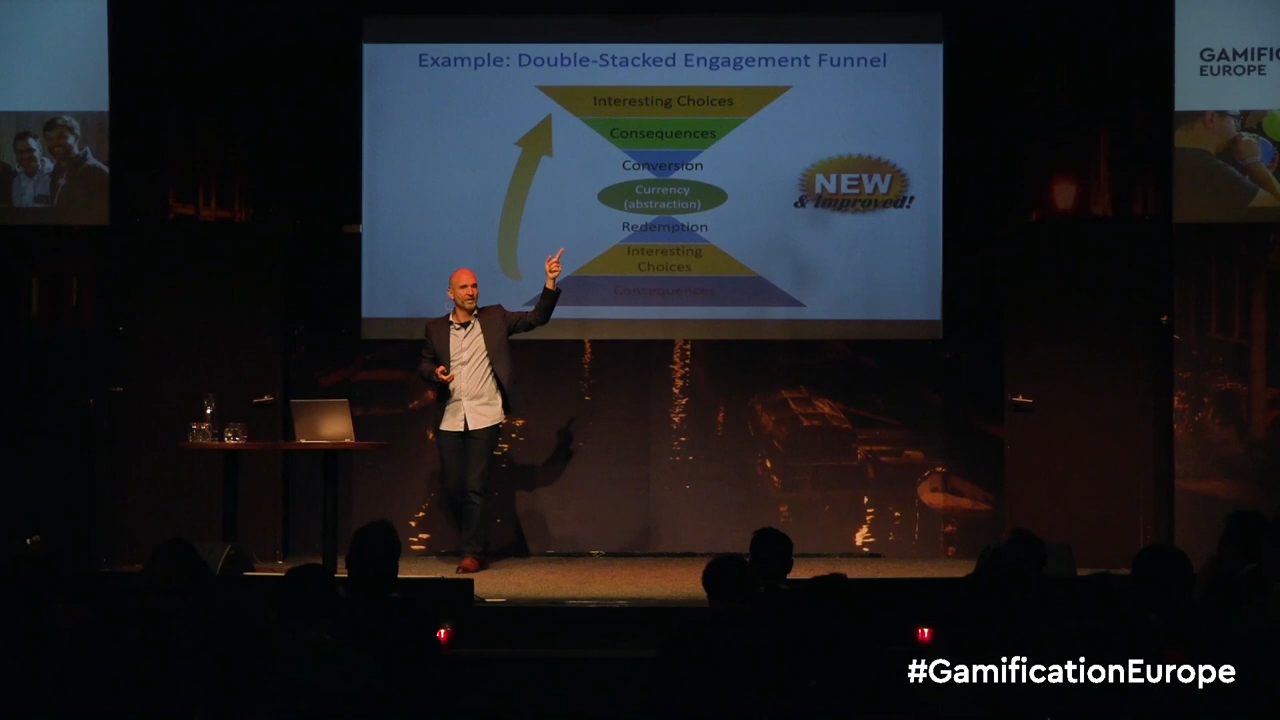 Example: Double-Stacked Engagement Funnel
Interesting Choices
Consequences
Conversion
Currency
(abstraction)
Redemption
Interesting
Choices
Consequences
NEW
& Improved!
EUROPE
#GamificationEurope